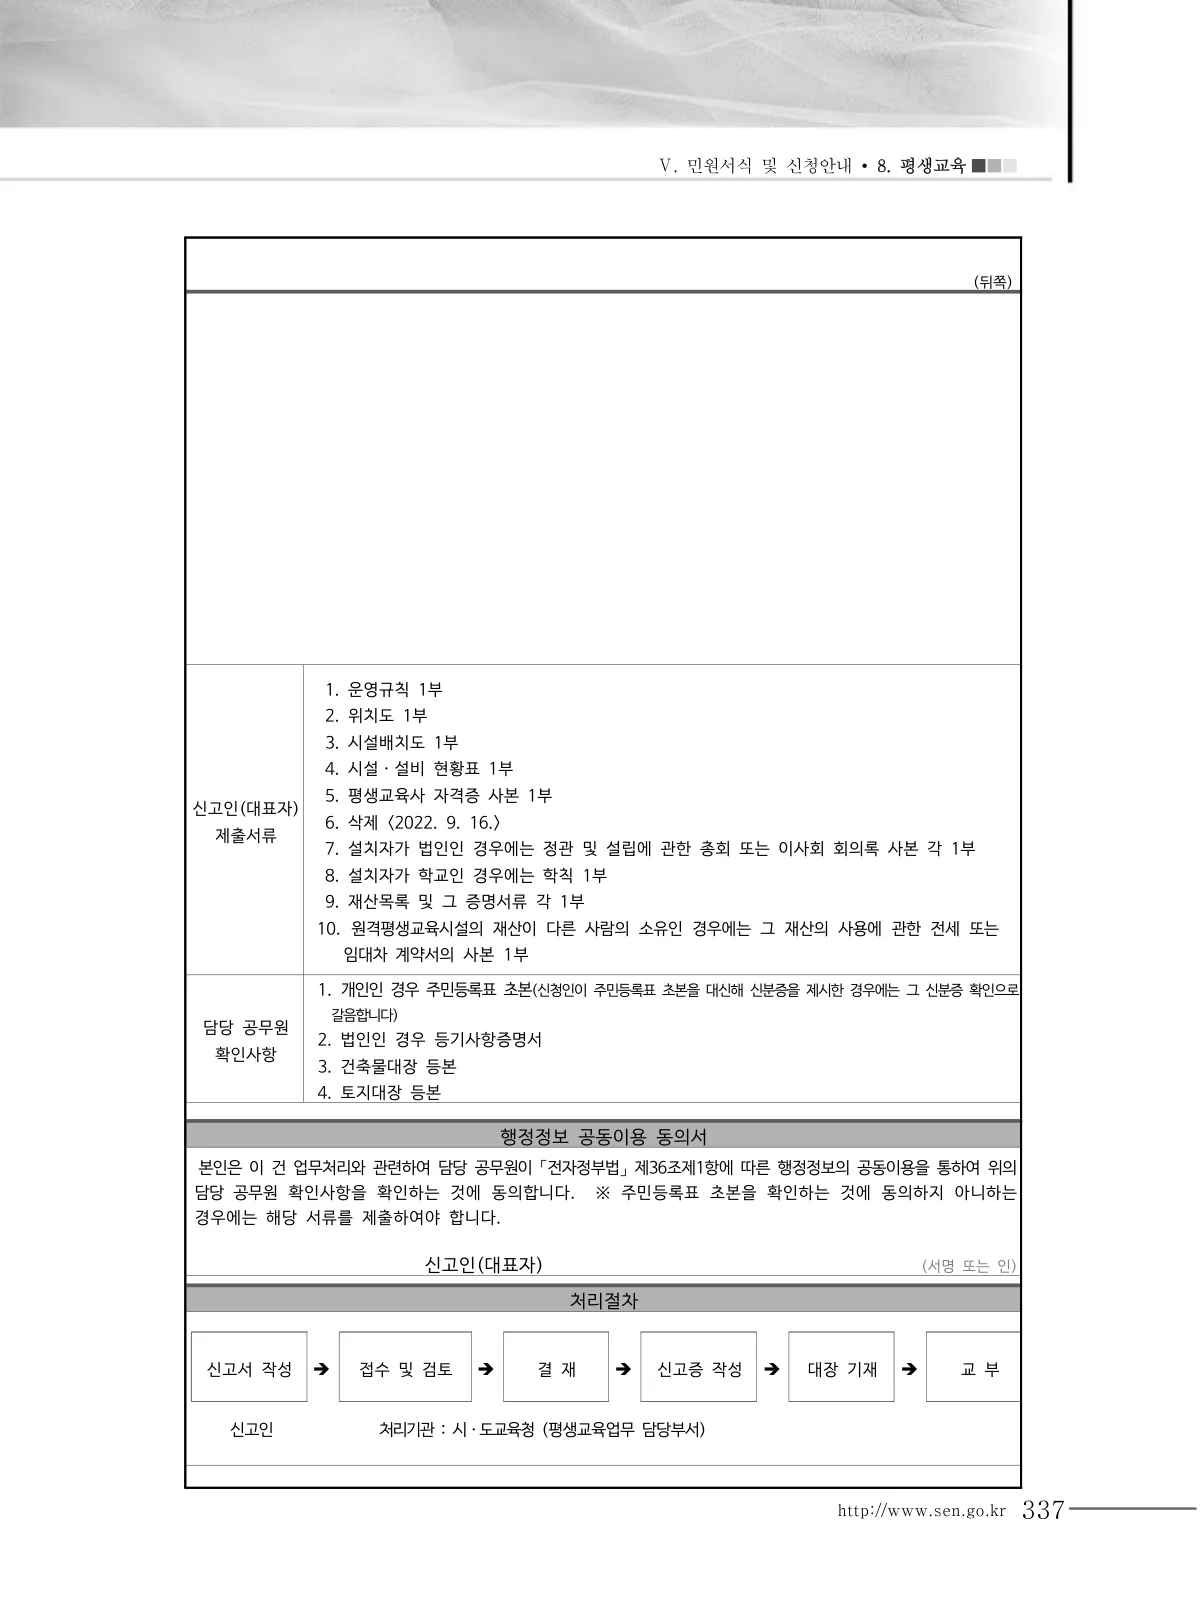 Ⅴ. 민원서식 및 신청안내 • 8. 평생교육
(뒤쪽)
신고인(대표자)
제출서류
1. 운영규칙 1부
2. 위치도 1부
3. 시설배치도 1부
4. 시설·설비 현황표 1부
5. 평생교육사 자격증 사본 1부
6. 삭제 <2022. 9. 16.>
7. 설치자가 법인인 경우에는 정관 및 설립에 관한 총회 또는 이사회 회의록 사본 각 1부
8. 설치자가 학교인 경우에는 학칙 1부
9. 재산목록 및 그 증명서류 각 1부
10. 원격평생교육시설의 재산이 다른 사람의 소유인 경우에는 그 재산의 사용에 관한 전세 또는
임대차 계약서의 사본 1부
담당 공무원
확인사항
1. 개인인 경우 주민등록표 초본(신청인이 주민등록표 초본을 대신해 신분증을 제시한 경우에는 그 신분증 확인으로
갈음합니다)
2. 법인인 경우 등기사항증명서
3. 건축물대장 등본
4. 토지대장 등본
행정정보 공동이용 동의서
본인은 이 건 업무처리와 관련하여 담당 공무원이 「전자정부법」 제36조제1항에 따른 행정정보의 공동이용을 통하여 위의
담당 공무원 확인사항을 확인하는 것에 동의합니다. ※ 주민등록표 초본을 확인하는 것에 동의하지 아니하는
경우에는 해당 서류를 제출하여야 합니다.
신고인(대표자) (서명 또는 인)
처리절차
신고서 작성 ➔ 접수 및 검토 ➔ 결 재 ➔ 신고증 작성 ➔ 대장 기재 ➔ 교 부
신고인 처리기관 : 시·도교육청 (평생교육업무 담당부서)
http://www.sen.go.kr 337